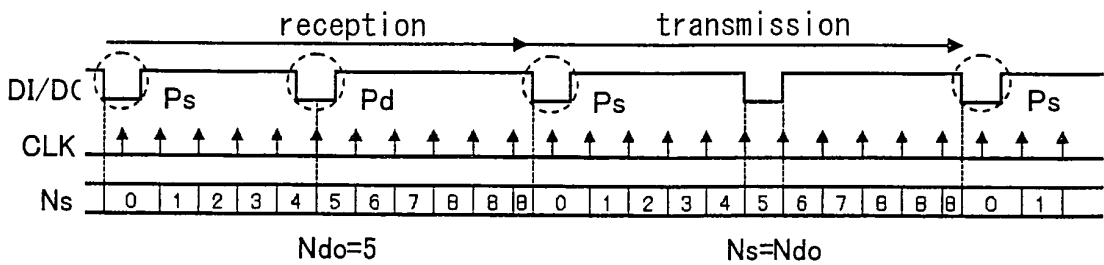 reception transmission
DI/DO Ps Pd Ps Ps
CLK
Ns 0 1 2 3 4 5 6 7 8 8 8 0 1 2 3 4 5 6 7 8 8 8 0 1
Ndo=5 Ns=Ndo